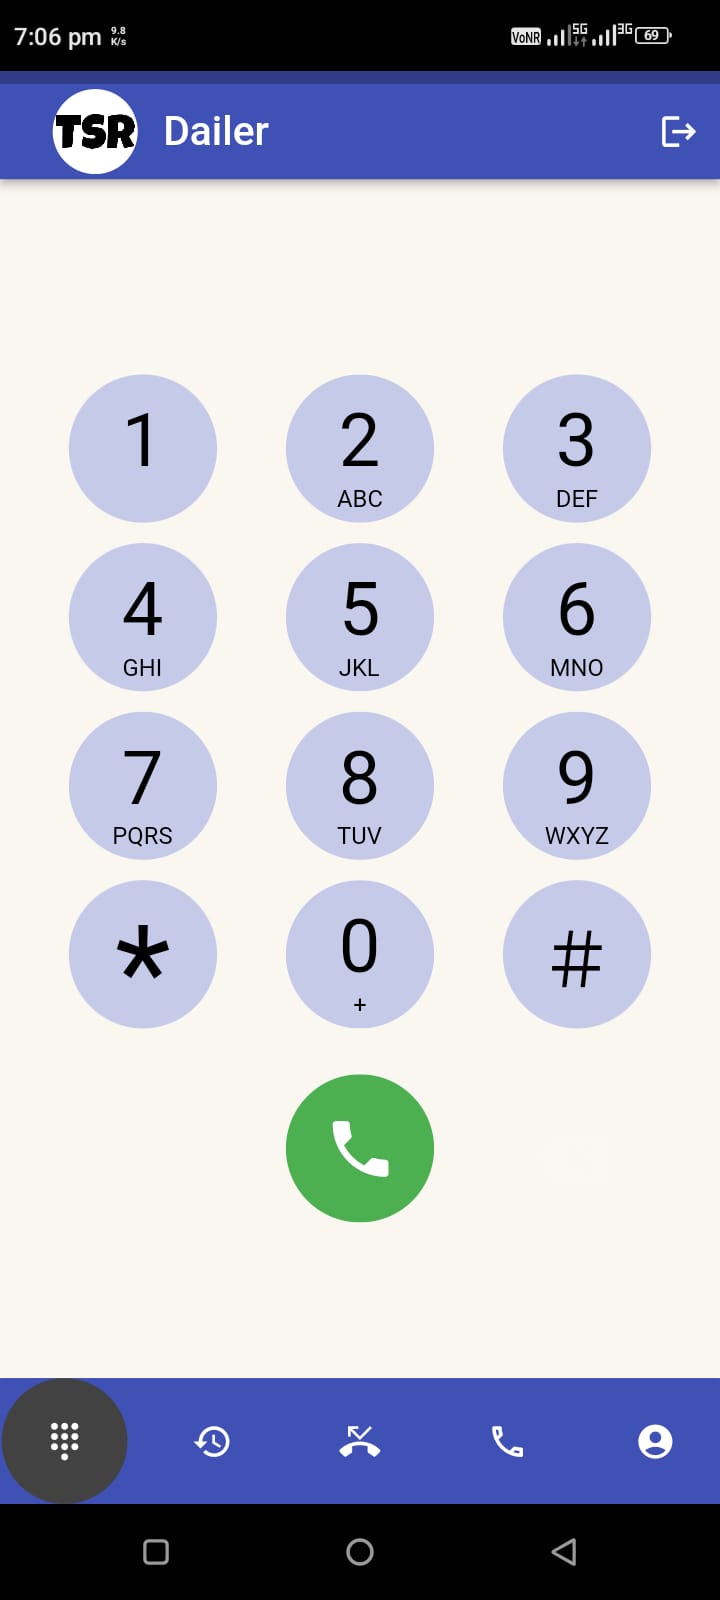 7:06 pm 9.8 K/s VoNR 5G 3G 69
TSR Dailer
1 2 3
ABC DEF
4 5 6
GHI JKL MNO
7 8 9
PQRS TUV WXYZ
* 0 #
+